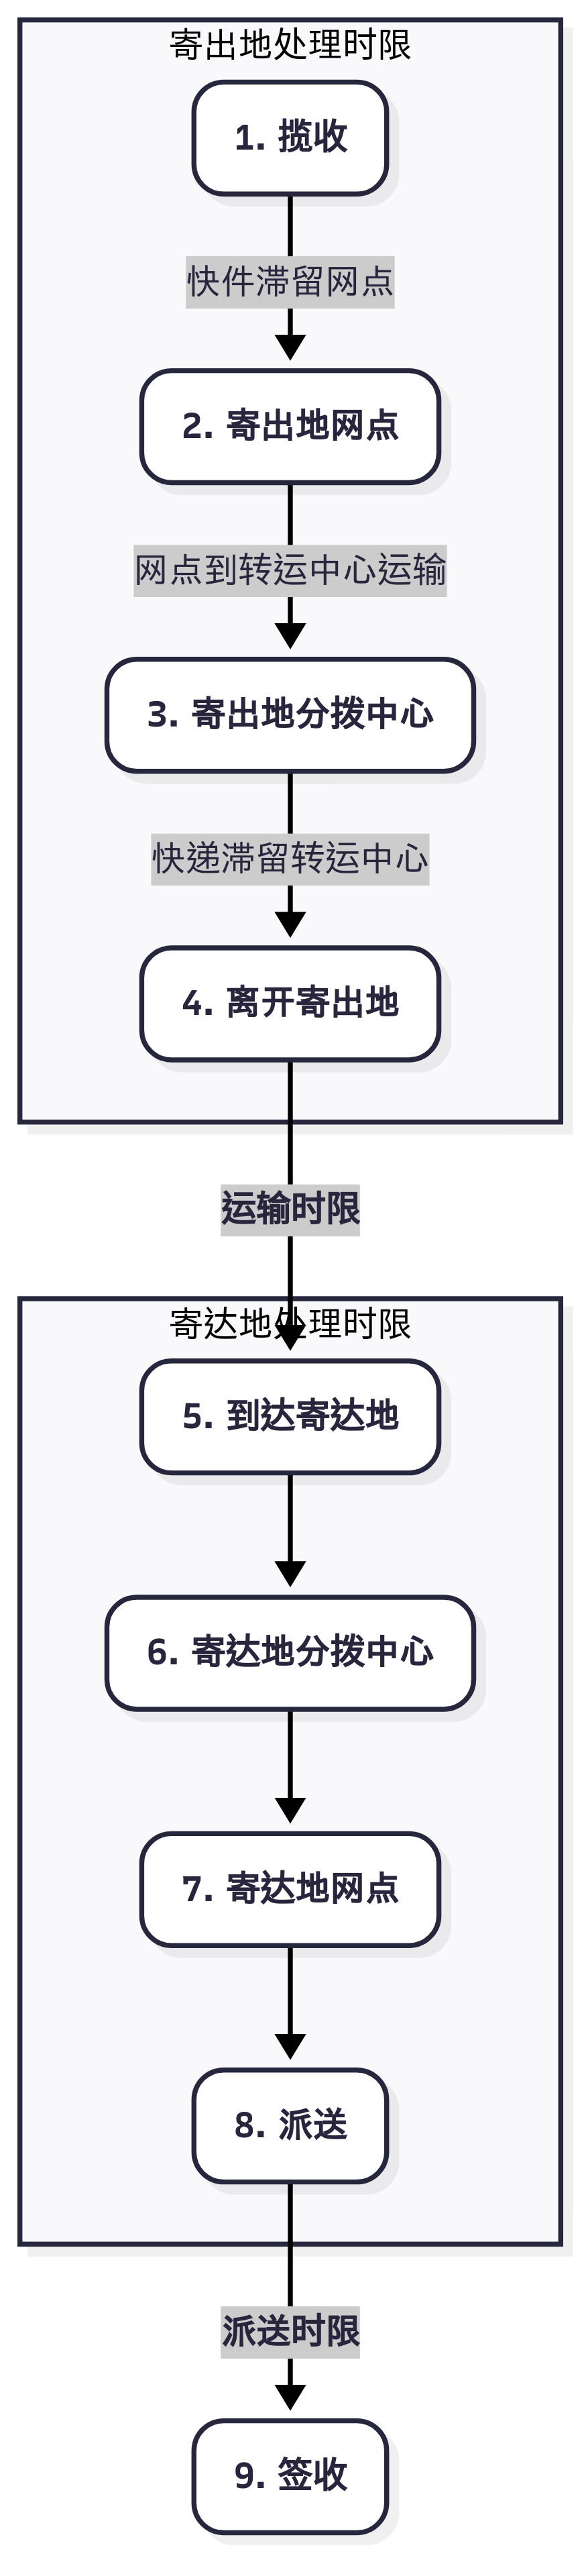 寄出地处理时限
1. 揽收
快件滞留网点
2. 寄出地网点
网点到转运中心运输
3. 寄出地分拨中心
快递滞留转运中心
4. 离开寄出地
运输时限
寄达地处理时限
5. 到达寄达地
6. 寄达地分拨中心
7. 寄达地网点
8. 派送
派送时限
9. 签收